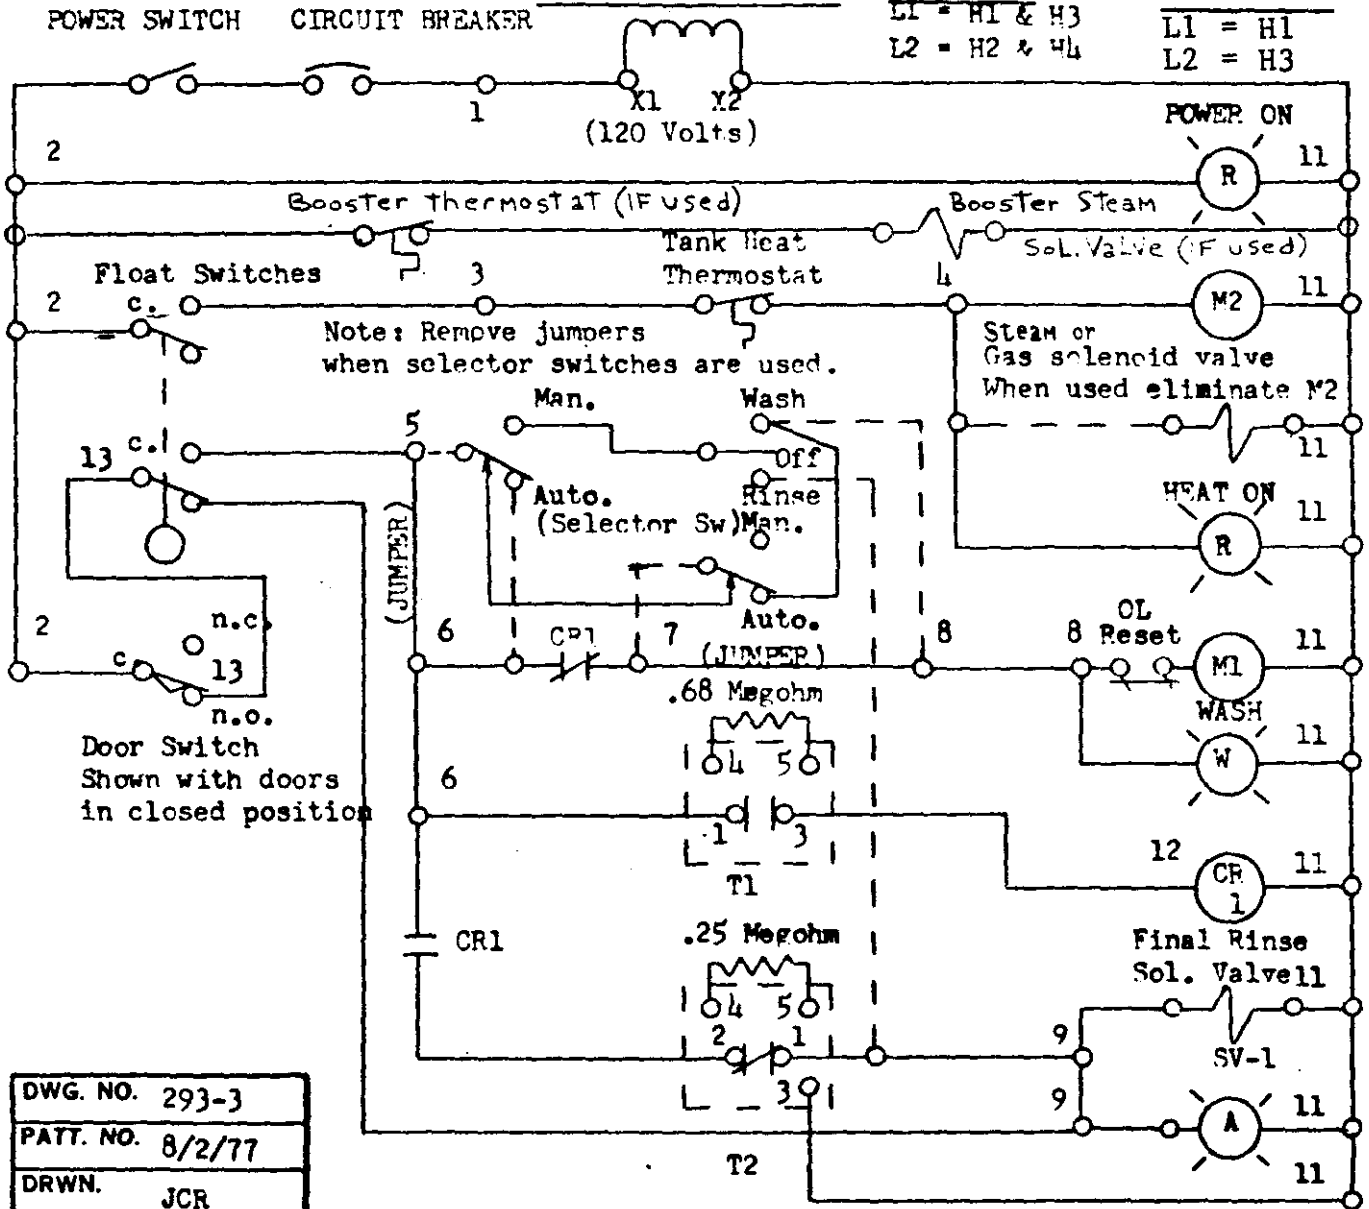 POWER SWITCH CIRCUIT BREAKER
L1 = H1 & H3
L2 = H2 & H4
L1 = H1
L2 = H3
1
X1 X2
(120 Volts)
POWER ON
2
R
11
Booster Thermostat (IF used)
Booster Steam
Sol. Valve (IF used)
Float Switches
3
Tank Heat
Thermostat
4
2
c.
M2
11
Note: Remove jumpers
when selector switches are used.
Steam or
Gas solenoid valve
When used eliminate M2
11
Man.
Wash
5
13
c.
Off
Auto.
Rinse
(Selector Sw)
Man.
HEAT ON
R
11
(JUMPER)
Auto.
2
n.c.
c.
13
n.o.
6
CR1
7
(JUMPER)
8
8
OL
Reset
M1
11
Door Switch
Shown with doors
in closed position
.68 Megohm
4 5
WASH
W
11
6
1 3
T1
12
CR
1
11
CR1
.25 Megohm
4 5
Final Rinse
Sol. Valve
11
2 1
9
SV-1
3
9
A
11
T2
11
DWG. NO. 293-3
PATT. NO. 8/2/77
DRWN. JCR